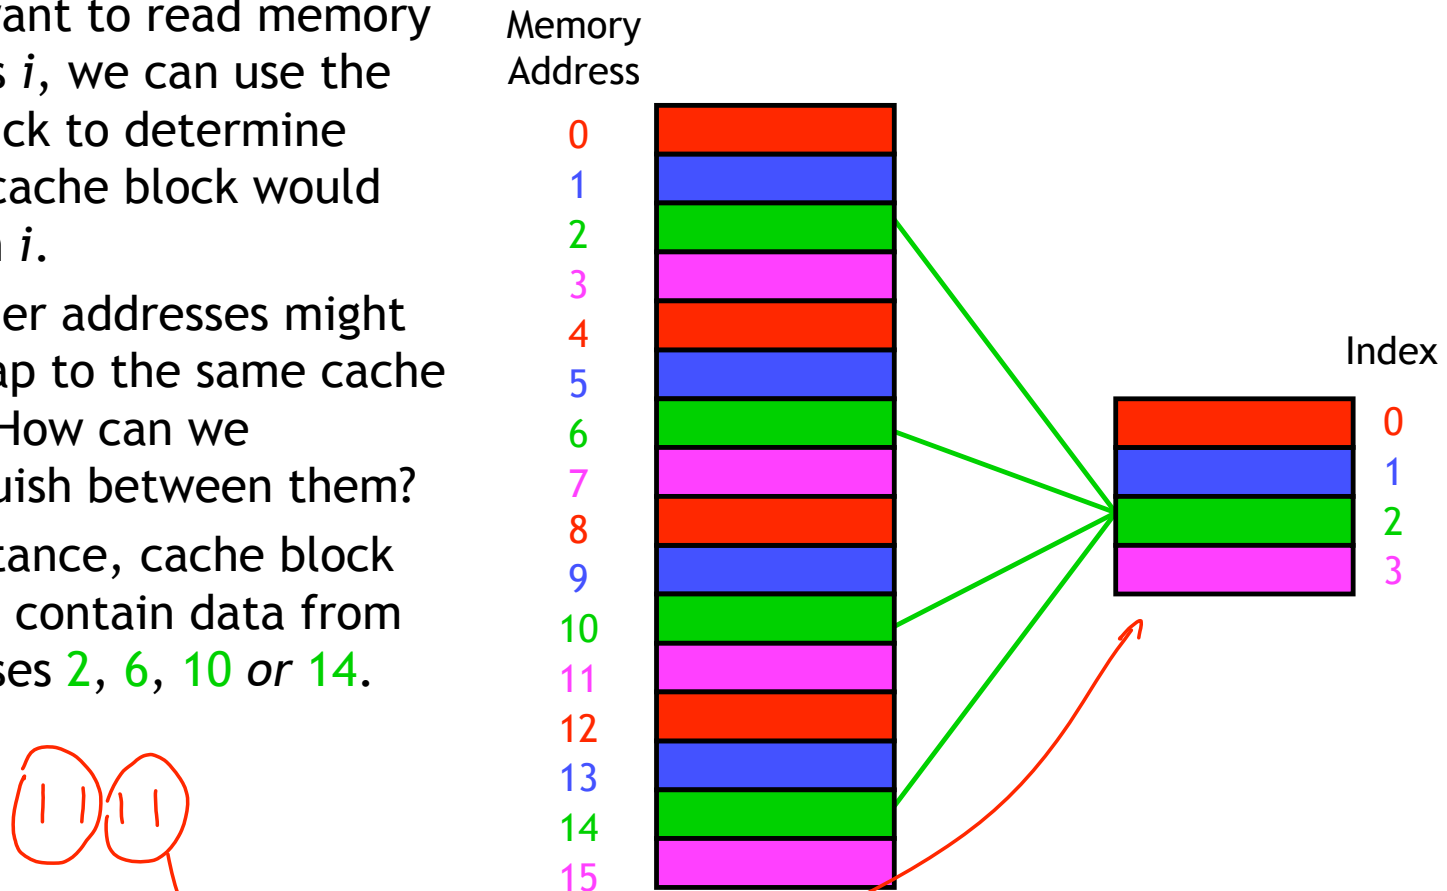 vant to read memory
s i, we can use the
ck to determine
cache block would
i.
er addresses might
ap to the same cache
How can we
uish between them?
tance, cache block
contain data from
ses 2, 6, 10 or 14.
11 11
Memory
Address
0
1
2
3
4
5
6
7
8
9
10
11
12
13
14
15
Index
0
1
2
3